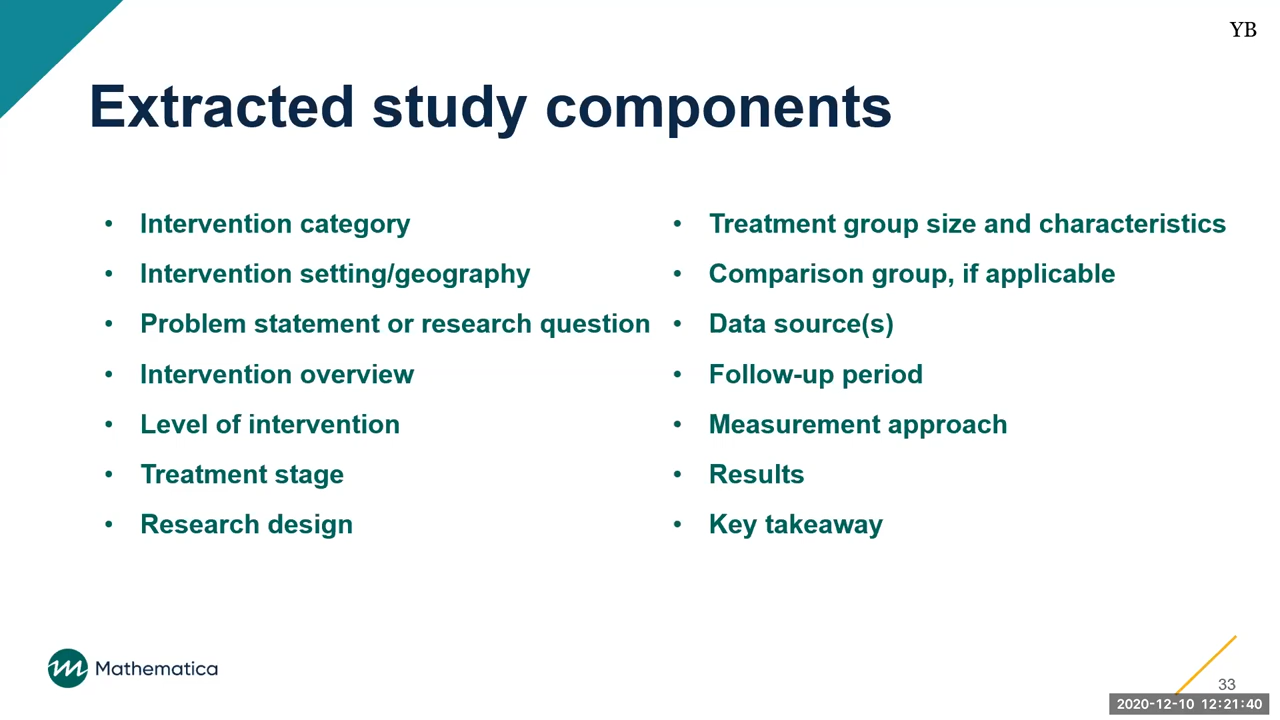 YB
Extracted study components
• Intervention category
• Intervention setting/geography
• Problem statement or research question
• Intervention overview
• Level of intervention
• Treatment stage
• Research design
• Treatment group size and characteristics
• Comparison group, if applicable
• Data source(s)
• Follow-up period
• Measurement approach
• Results
• Key takeaway
Mathematica
33
2020-12-10 12:21:40